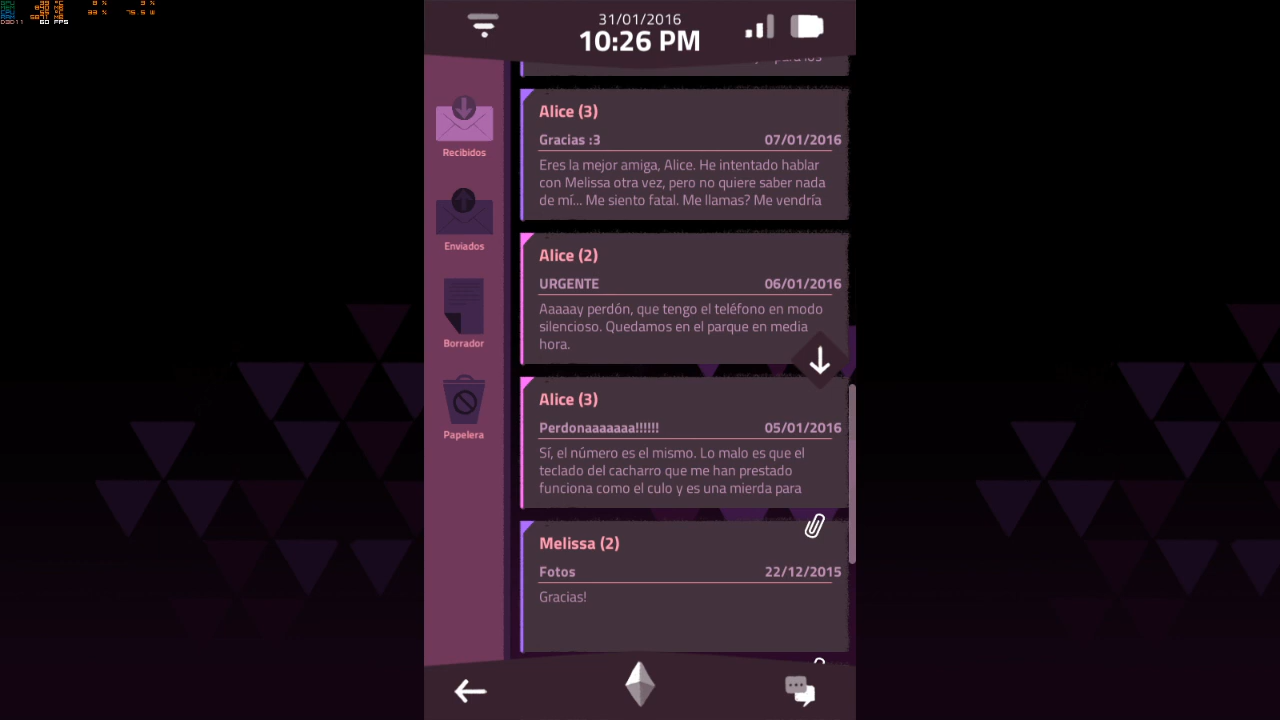 D3D11 60 FPS
31/01/2016
10:26 PM
para los
Alice (3)
Gracias :3 07/01/2016
Eres la mejor amiga, Alice. He intentado hablar
con Melissa otra vez, pero no quiere saber nada
de mí... Me siento fatal. Me llamas? Me vendría
Alice (2)
URGENTE 06/01/2016
Aaaaay perdón, que tengo el teléfono en modo
silencioso. Quedamos en el parque en media
hora.
Alice (3)
Perdonaaaaaaa!!!!!! 05/01/2016
Sí, el número es el mismo. Lo malo es que el
teclado del cacharro que me han prestado
funciona como el culo y es una mierda para
Melissa (2)
Fotos 22/12/2015
Gracias!
Recibidos
Enviados
Borrador
Papelera